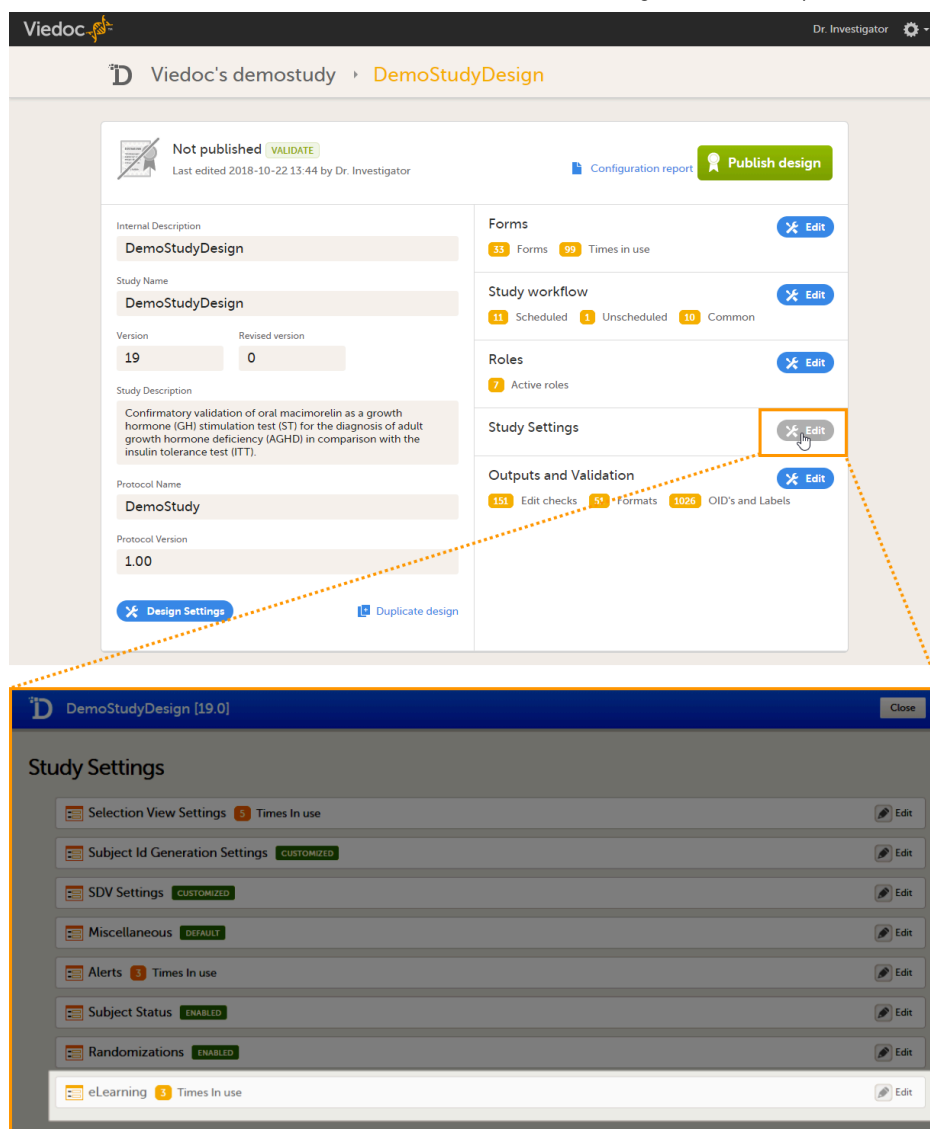 Viedoc
Dr. Investigator
Viedoc's demostudy DemoStudyDesign
Not published VALIDATE
Last edited 2018-10-22 13:44 by Dr. Investigator
Configuration report
Publish design
Internal Description
DemoStudyDesign
Study Name
DemoStudyDesign
Version Revised version
19 0
Study Description
Confirmatory validation of oral macimorelin as a growth
hormone (GH) stimulation test (ST) for the diagnosis of adult
growth hormone deficiency (AGHD) in comparison with the
insulin tolerance test (ITT).
Protocol Name
DemoStudy
Protocol Version
1.00
Design Settings
Duplicate design
Forms
Edit
33 Forms 99 Times in use
Study workflow
Edit
11 Scheduled 1 Unscheduled 10 Common
Roles
Edit
7 Active roles
Study Settings
Edit
Outputs and Validation
Edit
151 Edit checks Formats 1026 OID's and Labels
DemoStudyDesign [19.0]
Close
Study Settings
Selection View Settings 5 Times In use Edit
Subject Id Generation Settings CUSTOMIZED Edit
SDV Settings CUSTOMIZED Edit
Miscellaneous DEFAULT Edit
Alerts 3 Times In use Edit
Subject Status ENABLED Edit
Randomizations ENABLED Edit
eLearning 3 Times In use Edit